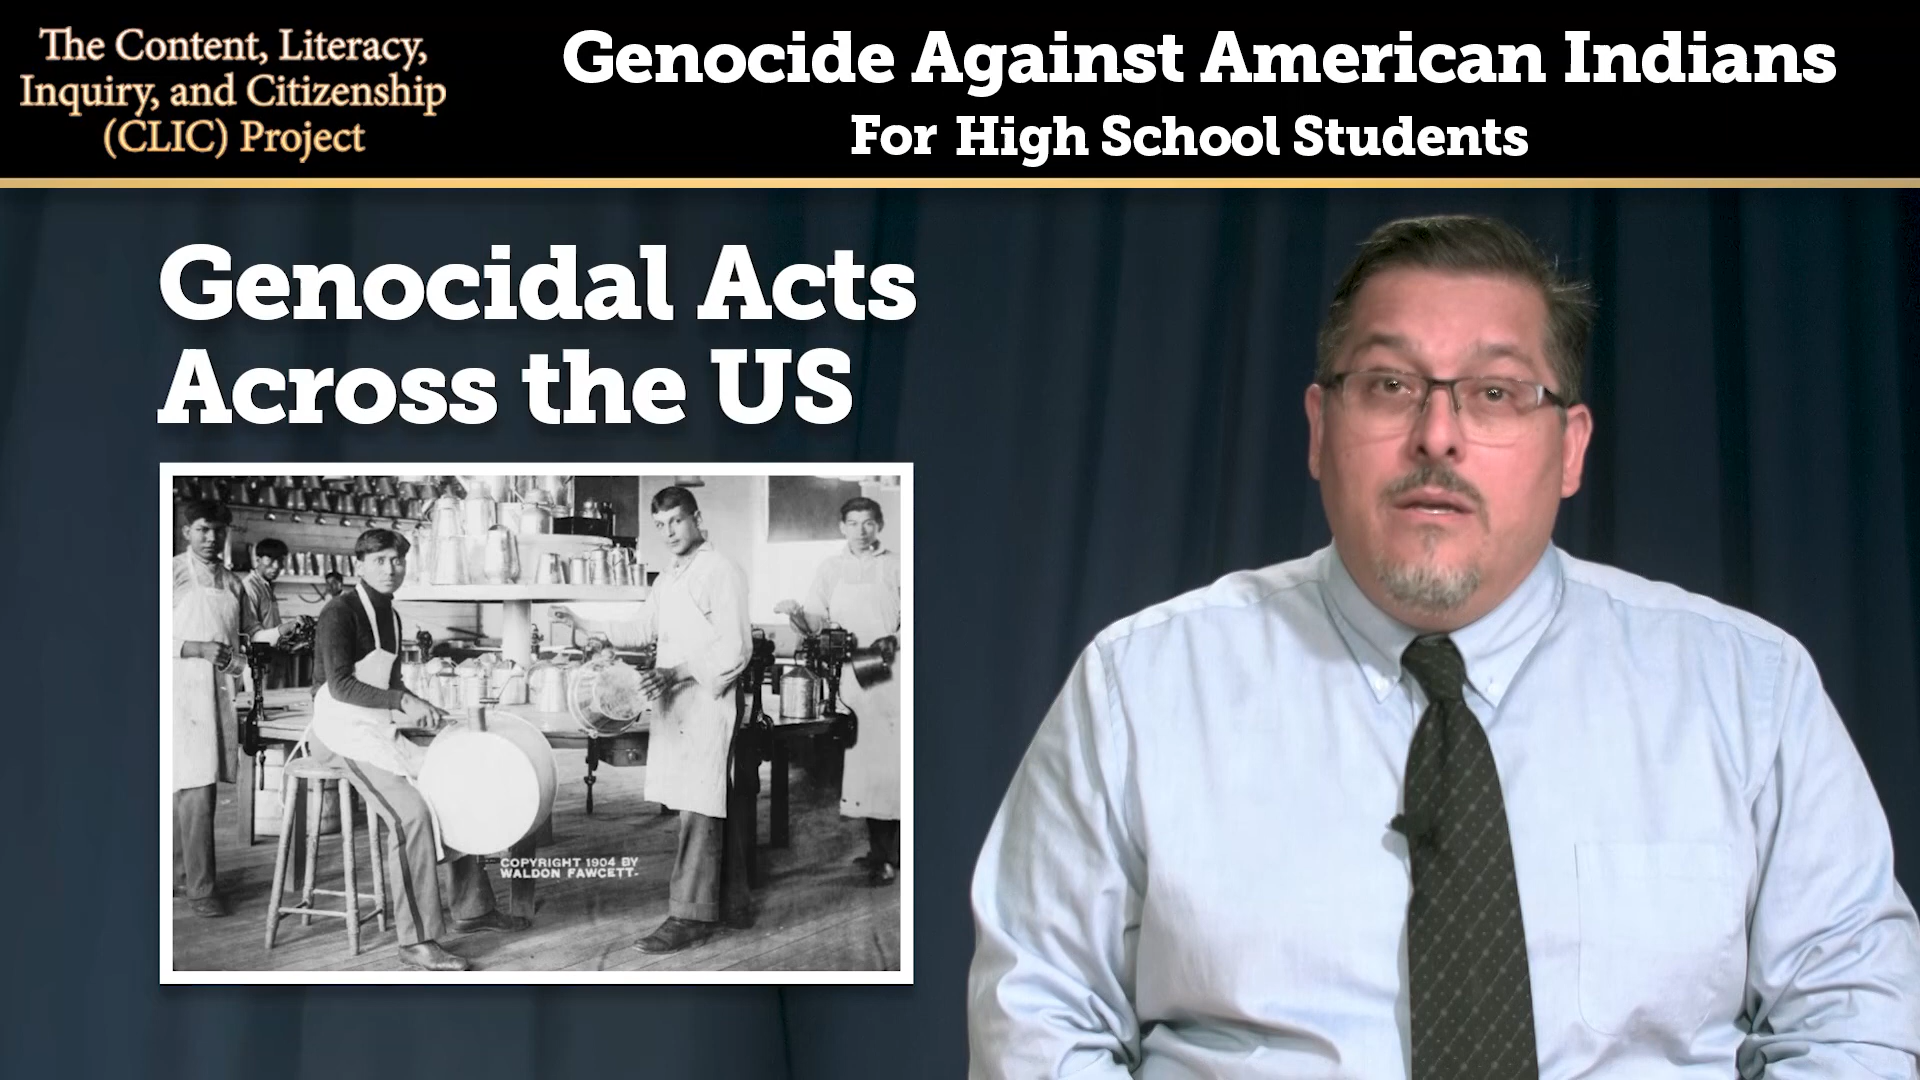 The Content, Literacy,
Inquiry, and Citizenship
(CLIC) Project
Genocide Against American Indians
For High School Students
Genocidal Acts
Across the US
COPYRIGHT 1904 BY
WALDON FAWCETT.